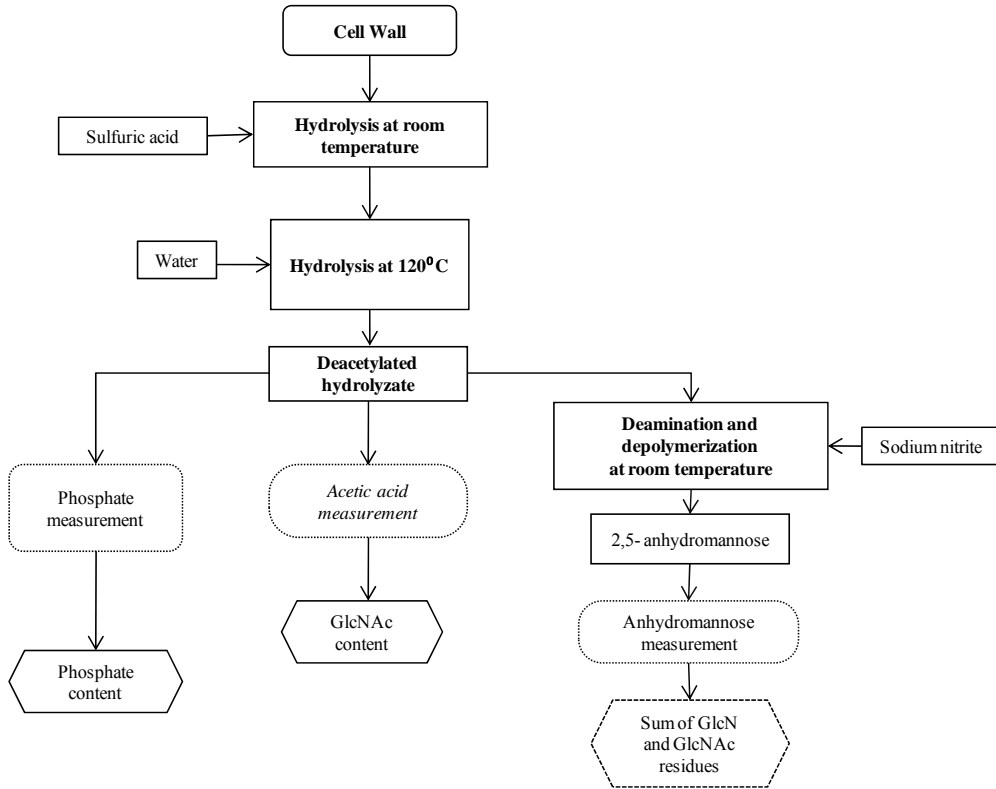 Cell Wall
Sulfuric acid
Hydrolysis at room
temperature
Water
Hydrolysis at 120⁰C
Deacetylated
hydrolyzate
Phosphate
measurement
Acetic acid
measurement
Deamination and
depolymerization
at room temperature
Sodium nitrite
2,5- anhydromannose
Phosphate
content
GlcNAc
content
Anhydromannose
measurement
Sum of GlcN
and GlcNAc
residues